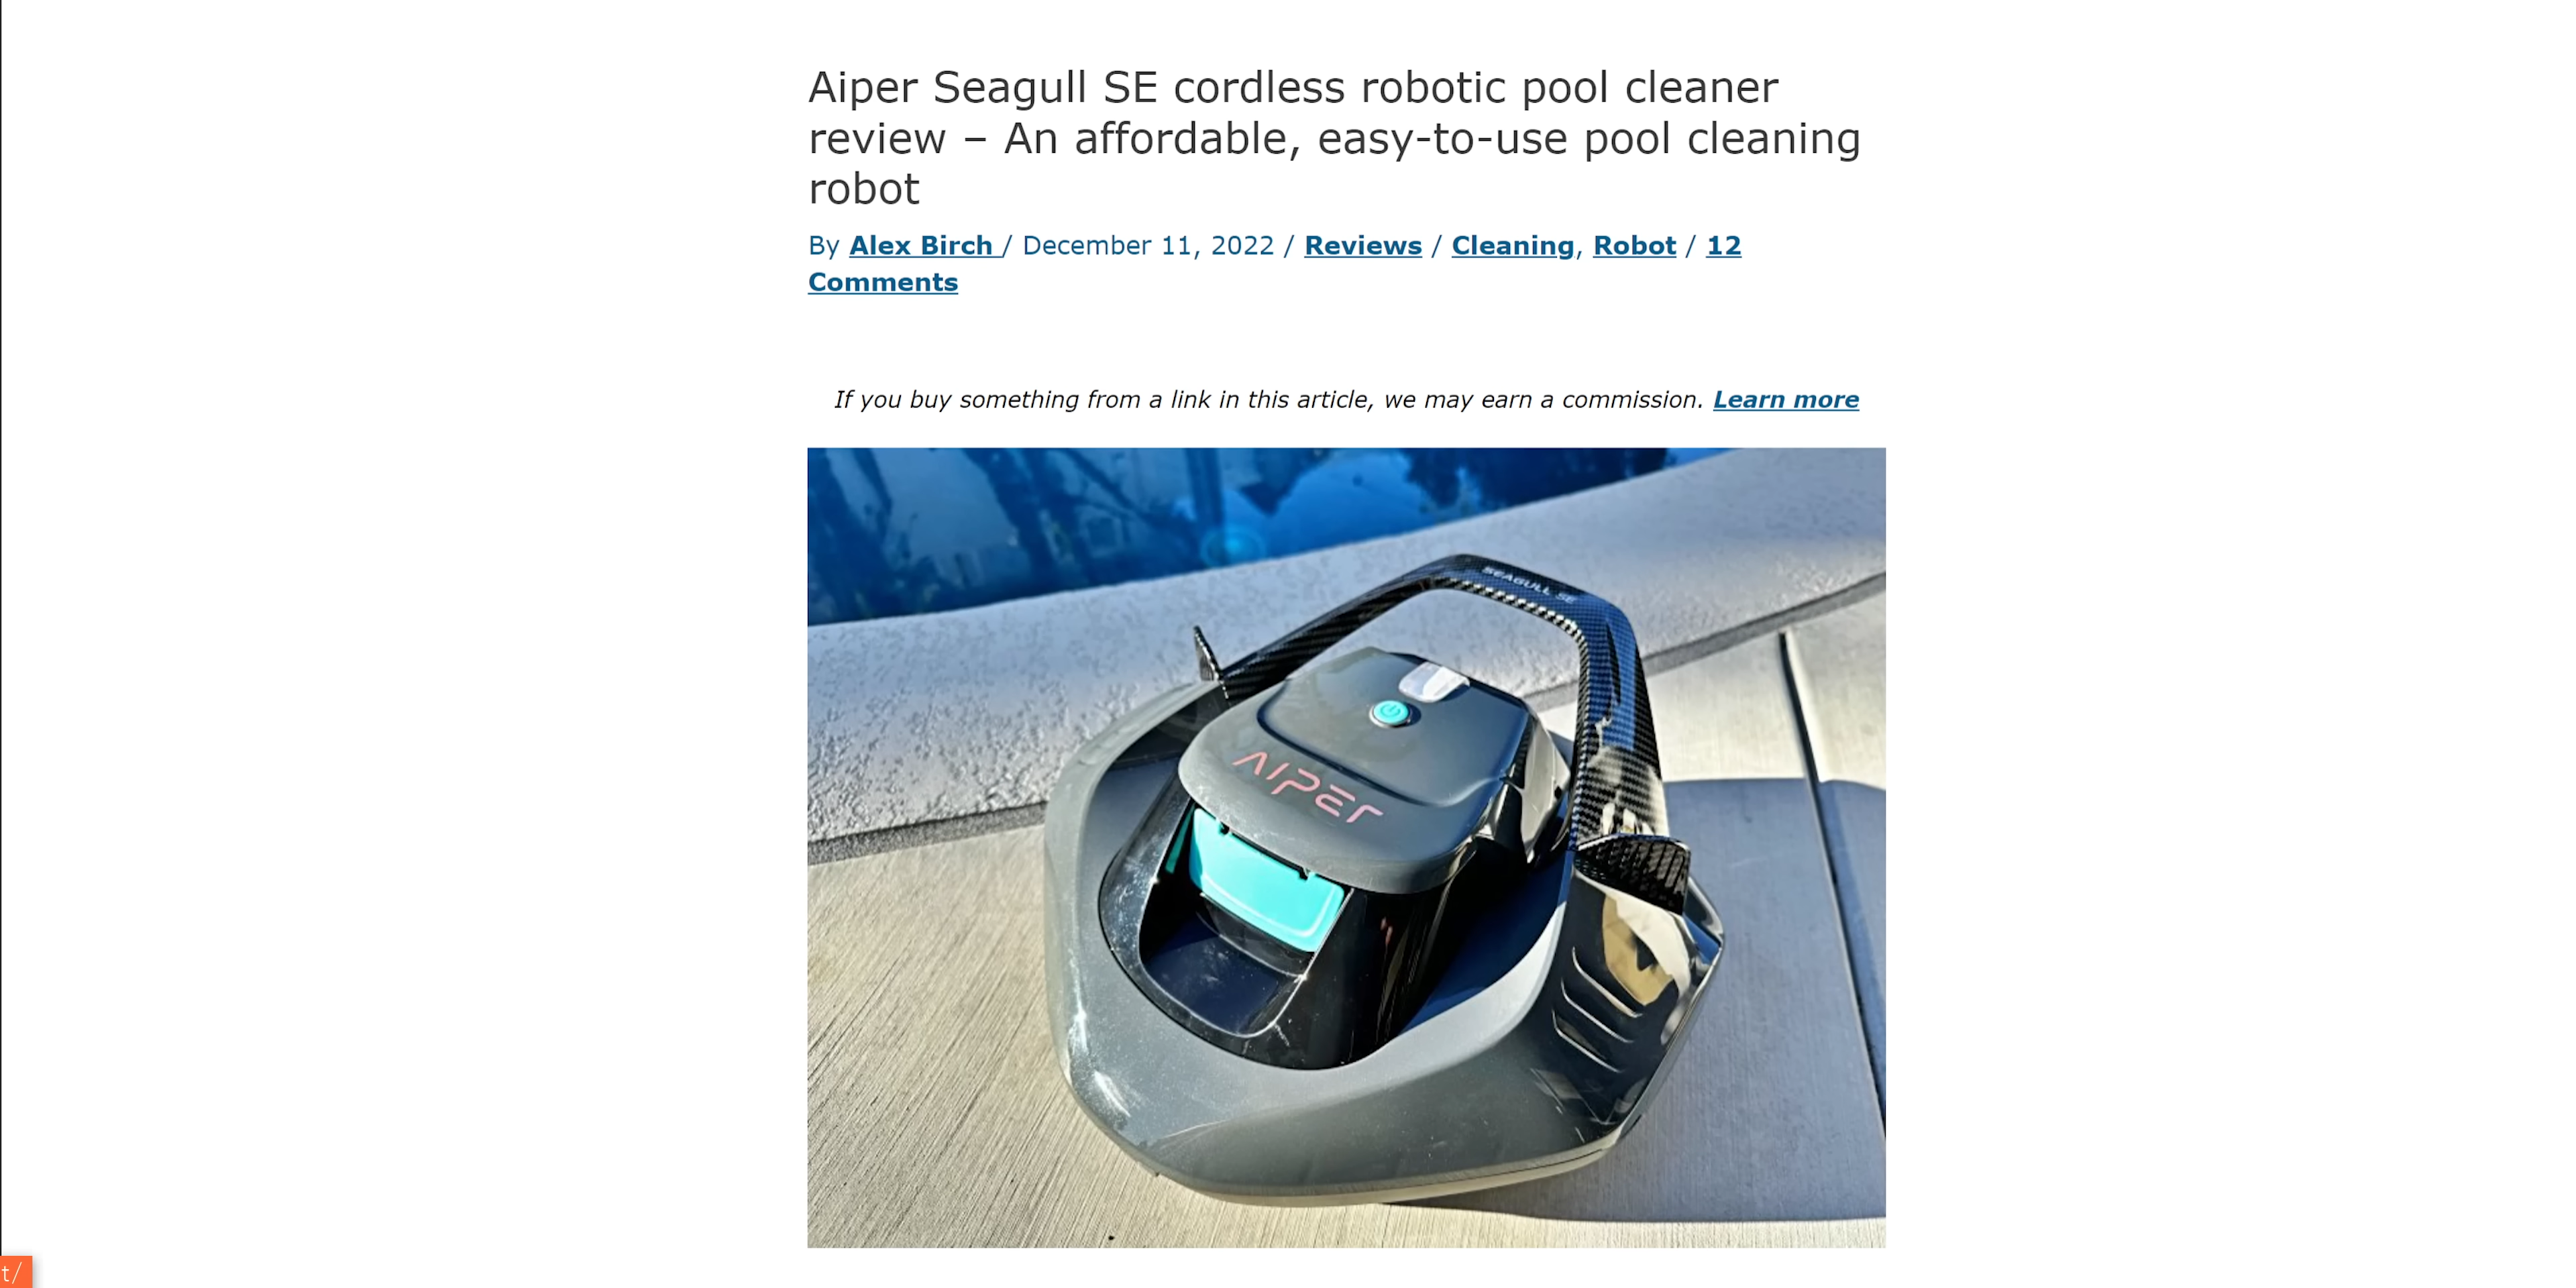 Aiper Seagull SE cordless robotic pool cleaner
review – An affordable, easy-to-use pool cleaning
robot
By Alex Birch / December 11, 2022 / Reviews / Cleaning, Robot / 12
Comments
If you buy something from a link in this article, we may earn a commission. Learn more
SEAGULL SE
AIPER
t/